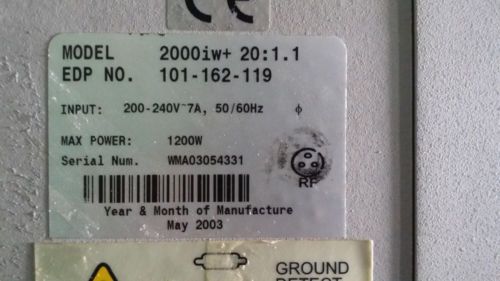 CE
MODEL 2000iw+ 20:1.1
EDP NO. 101-162-119
INPUT: 200-240V~7A, 50/60Hz ϕ
MAX POWER: 1200W
Serial Num. WMA03054331
RF
Year & Month of Manufacture
May 2003
GROUND
DETECT